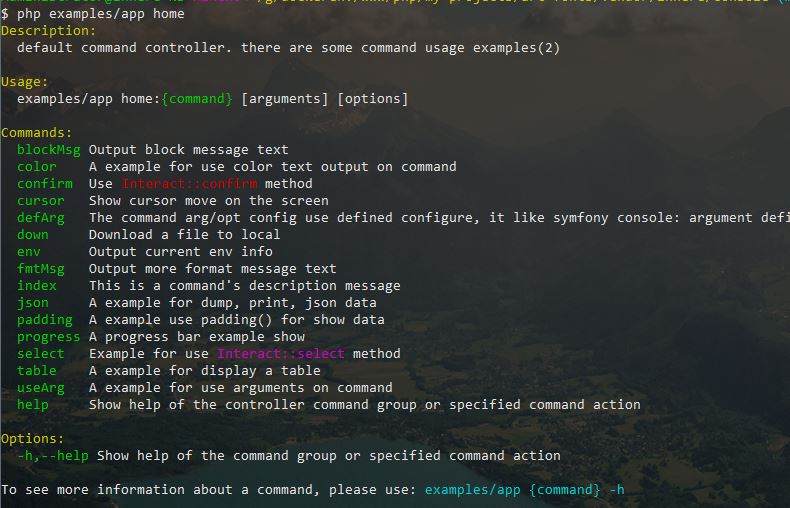 $ php examples/app home
Description:
default command controller. there are some command usage examples(2)
Usage:
examples/app home:{command} [arguments] [options]
Commands:
blockMsg Output block message text
color A example for use color text output on command
confirm Use Interact::confirm method
cursor Show cursor move on the screen
defArg The command arg/opt config use defined configure, it like symfony console: argument defi
down Download a file to local
env Output current env info
fmtMsg Output more format message text
index This is a command's description message
json A example for dump, print, json data
padding A example use padding() for show data
progress A progress bar example show
select Example for use Interact::select method
table A example for display a table
useArg A example for use arguments on command
help Show help of the controller command group or specified command action
Options:
-h,--help Show help of the command group or specified command action
To see more information about a command, please use: examples/app {command} -h